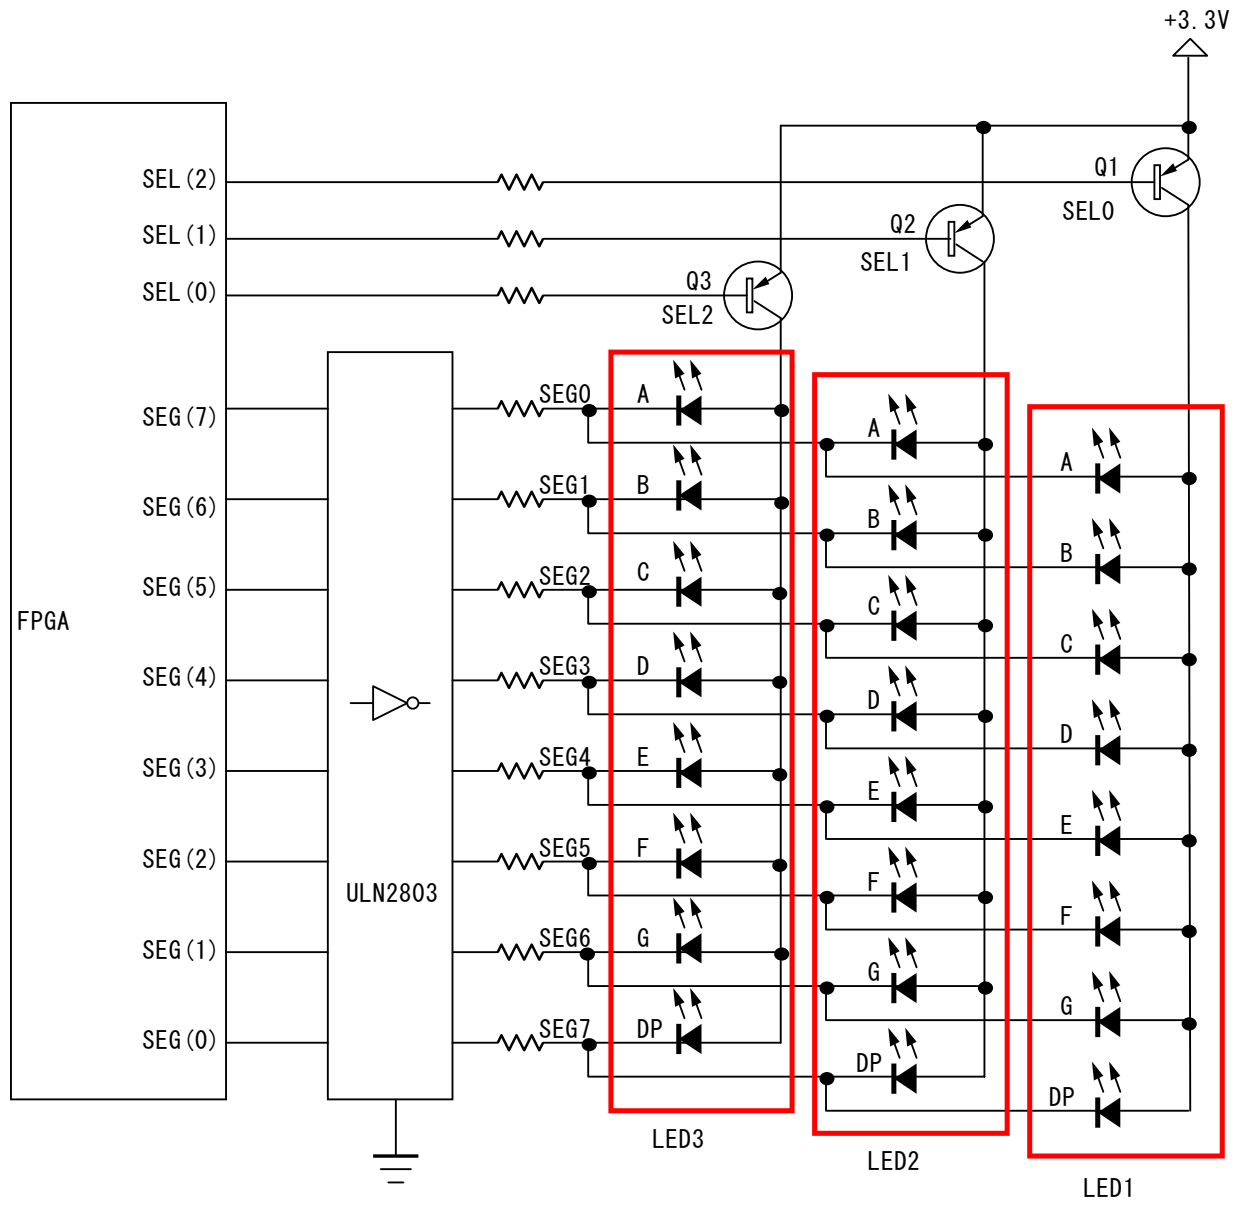 +3.3V
SEL(2)
Q1
SEL0
SEL(1)
Q2
SEL1
SEL(0)
Q3
SEL2
SEG(7)
SEG0
A
A
A
SEG(6)
SEG1
B
B
B
SEG(5)
SEG2
C
C
C
FPGA
SEG(4)
SEG3
D
D
D
SEG(3)
SEG4
E
E
E
SEG(2)
SEG5
F
F
F
ULN2803
SEG(1)
SEG6
G
G
G
SEG(0)
SEG7
DP
DP
DP
LED3
LED2
LED1